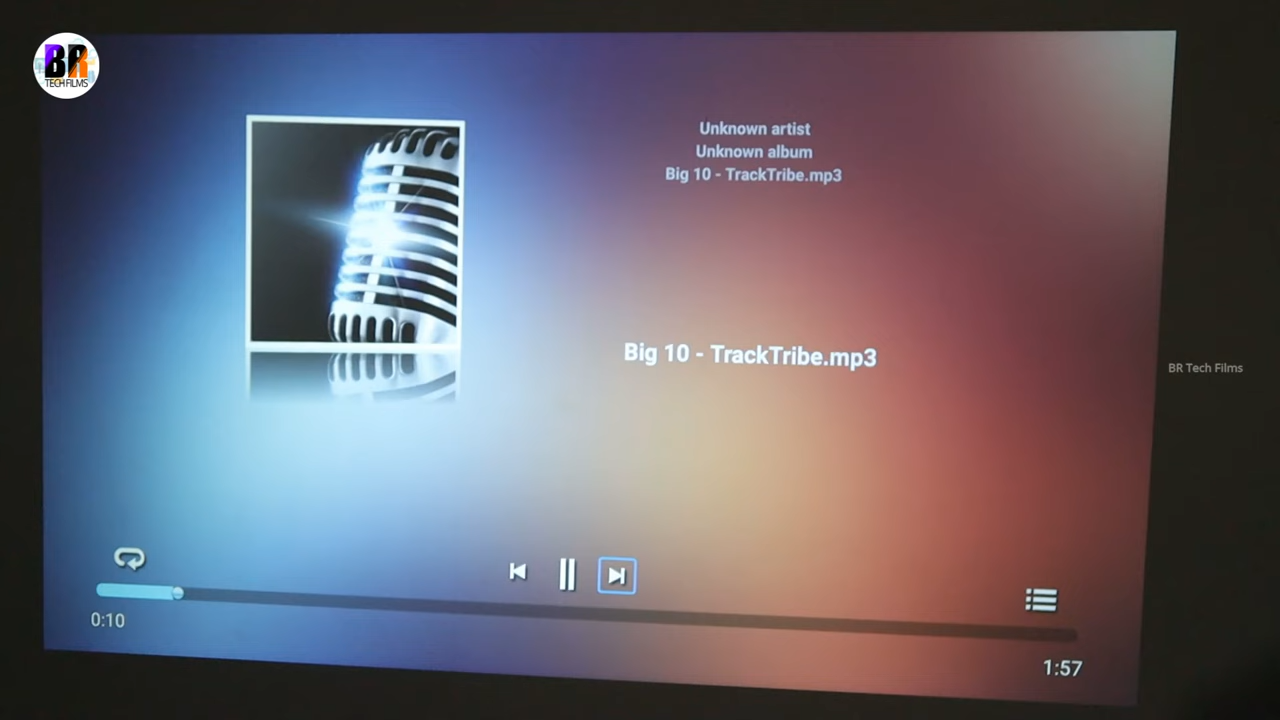 BR
TECH FILMS
Unknown artist
Unknown album
Big 10 - TrackTribe.mp3
Big 10 - TrackTribe.mp3
BR Tech Films
0:10
1:57